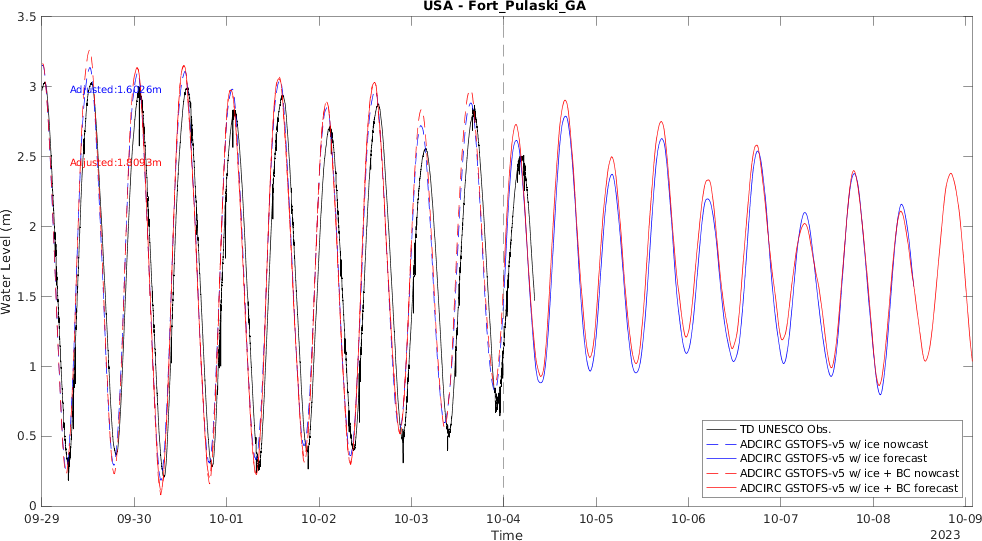 USA - Fort_Pulaski_GA
3.5
3
2.5
2
1.5
1
0.5
0
Water Level (m)
Adjusted:1.6026m
TD UNESCO Obs.
ADCIRC GSTOFS-v5 w/ ice nowcast
ADCIRC GSTOFS-v5 w/ ice forecast
ADCIRC GSTOFS-v5 w/ ice + BC nowcast
ADCIRC GSTOFS-v5 w/ ice + BC forecast
09-29 09-30 10-01 10-02 10-03 10-04 10-05 10-06 10-07 10-08 10-09
Time
2023